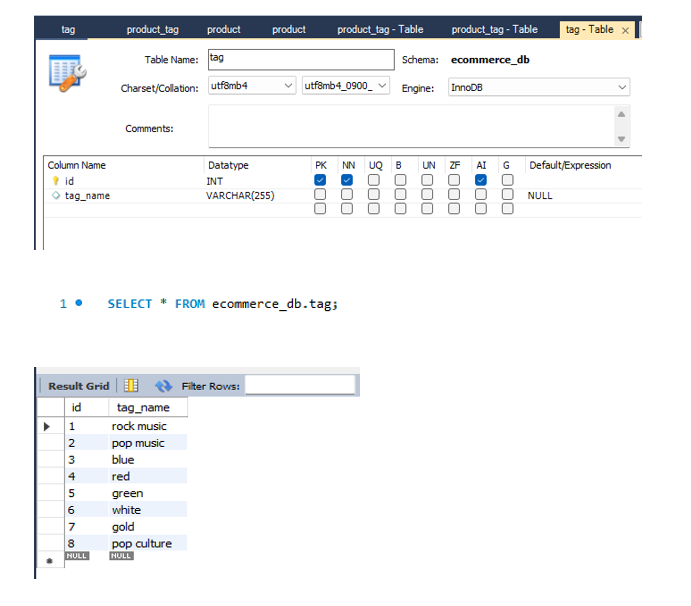 tag product_tag product product product_tag - Table product_tag - Table tag - Table ×
Table Name: tag Schema: ecommerce_db
Charset/Collation: utf8mb4 utf8mb4_0900_ Engine: InnoDB
Comments:
Column Name Datatype PK NN UQ B UN ZF AI G Default/Expression
id INT
tag_name VARCHAR(255) NULL
1 SELECT * FROM ecommerce_db.tag;
Result Grid Filter Rows:
id tag_name
1 rock music
2 pop music
3 blue
4 red
5 green
6 white
7 gold
8 pop culture
NULL NULL